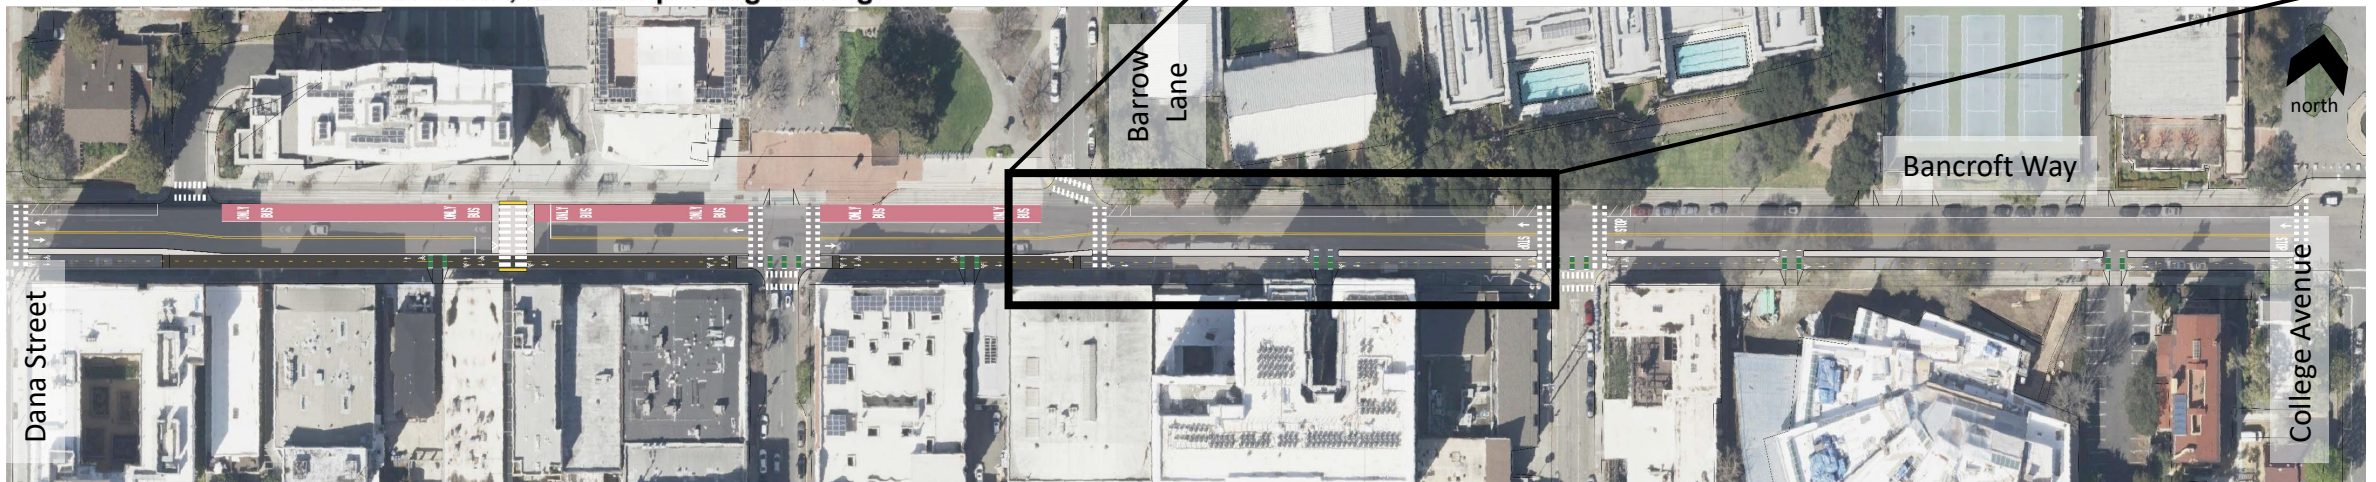 Barrow
Lane
north
Bancroft Way
ONLY
BUS
ONLY
BUS
ONLY
BUS
ONLY
BUS
ONLY
BUS
ONLY
BUS
STOP
STOP
STOP
Dana Street
College Avenue